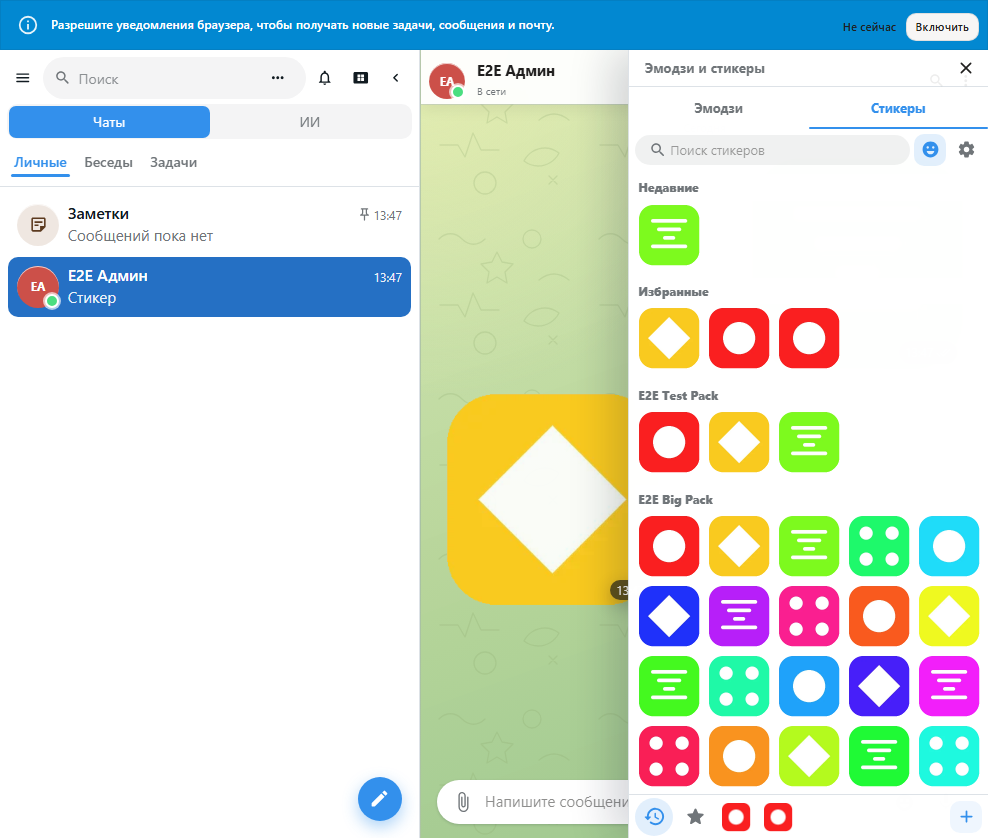 Разрешите уведомления браузера, чтобы получать новые задачи, сообщения и почту.
Не сейчас
Включить
Поиск
Чаты
ИИ
Личные
Беседы
Задачи
Заметки
13:47
Сообщений пока нет
EA
E2E Админ
13:47
Стикер
EA
E2E Админ
В сети
13
Напишите сообщени
Эмодзи и стикеры
Эмодзи
Стикеры
Поиск стикеров
Недавние
Избранные
E2E Test Pack
E2E Big Pack